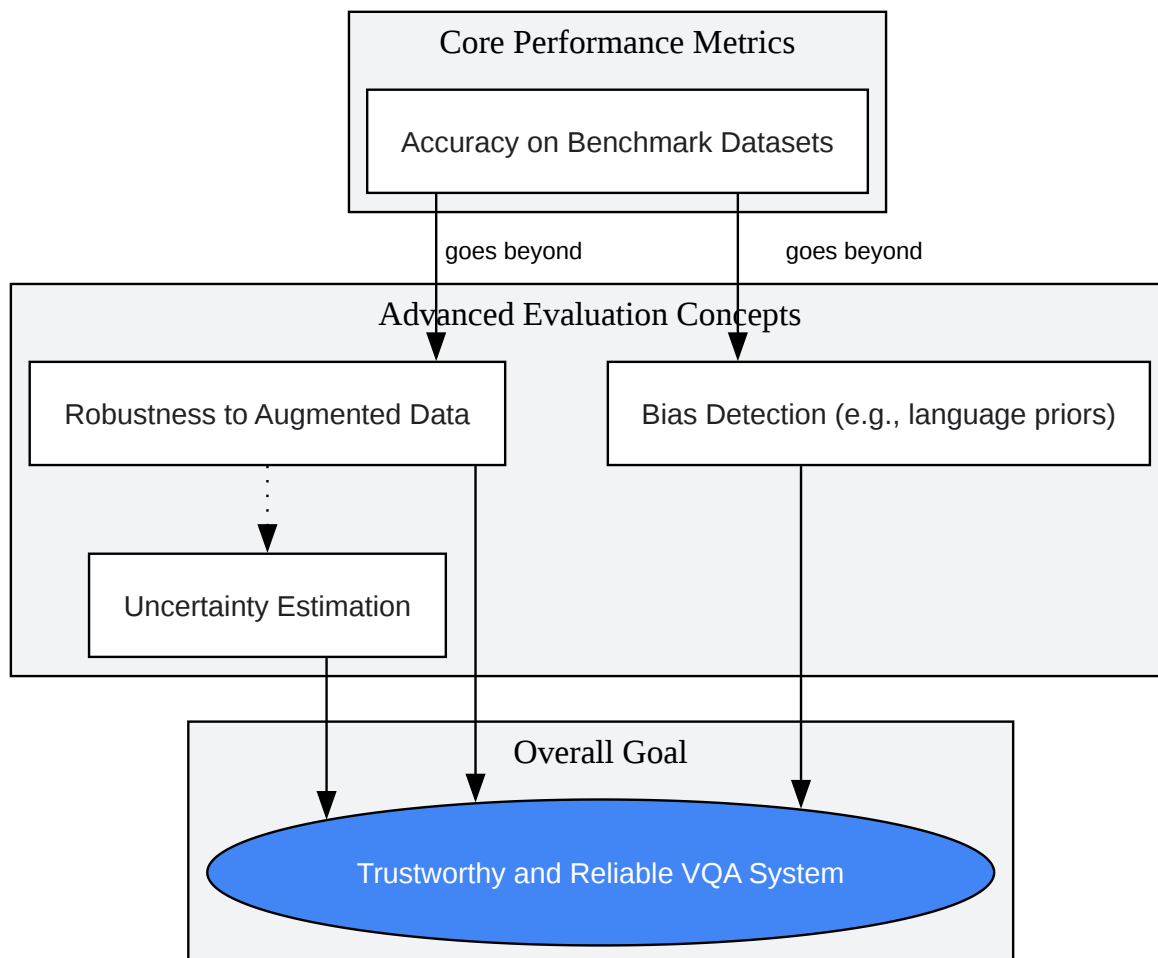 Core Performance Metrics
Accuracy on Benchmark Datasets
goes beyond
goes beyond
Advanced Evaluation Concepts
Robustness to Augmented Data
Bias Detection (e.g., language priors)
Uncertainty Estimation
Overall Goal
Trustworthy and Reliable VQA System